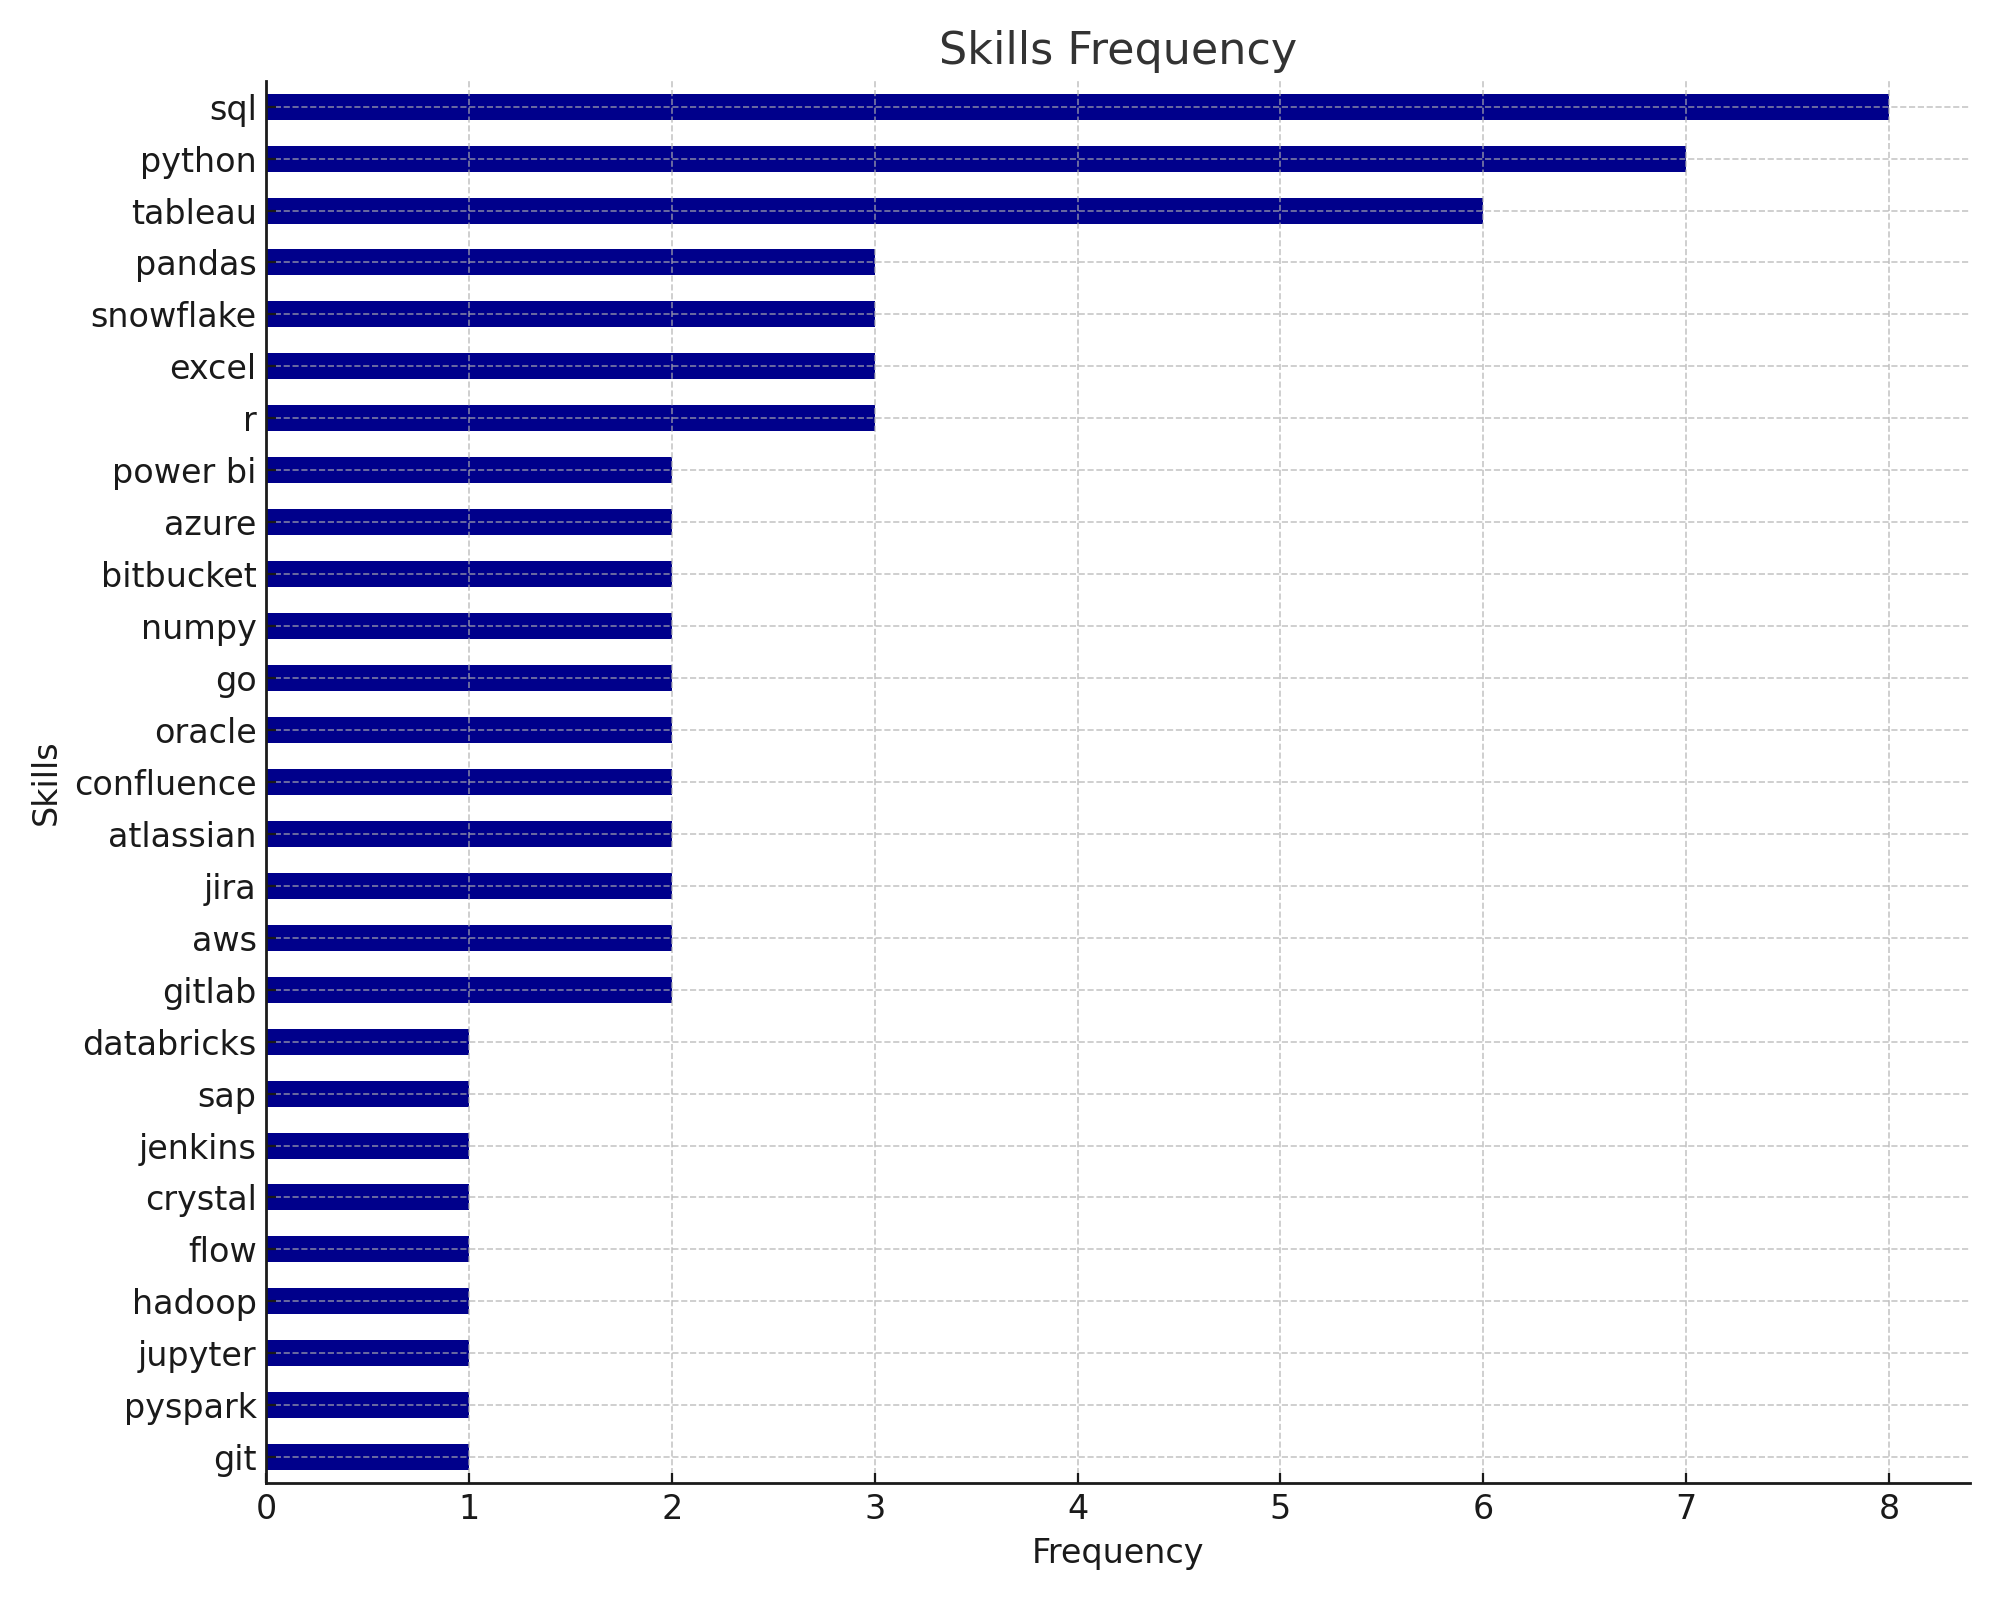 Skills Frequency
sql
python
tableau
pandas
snowflake
excel
r
power bi
azure
bitbucket
numpy
go
oracle
confluence
atlassian
jira
aws
gitlab
databricks
sap
jenkins
crystal
flow
hadoop
jupyter
pyspark
git
Skills
0 1 2 3 4 5 6 7 8
Frequency